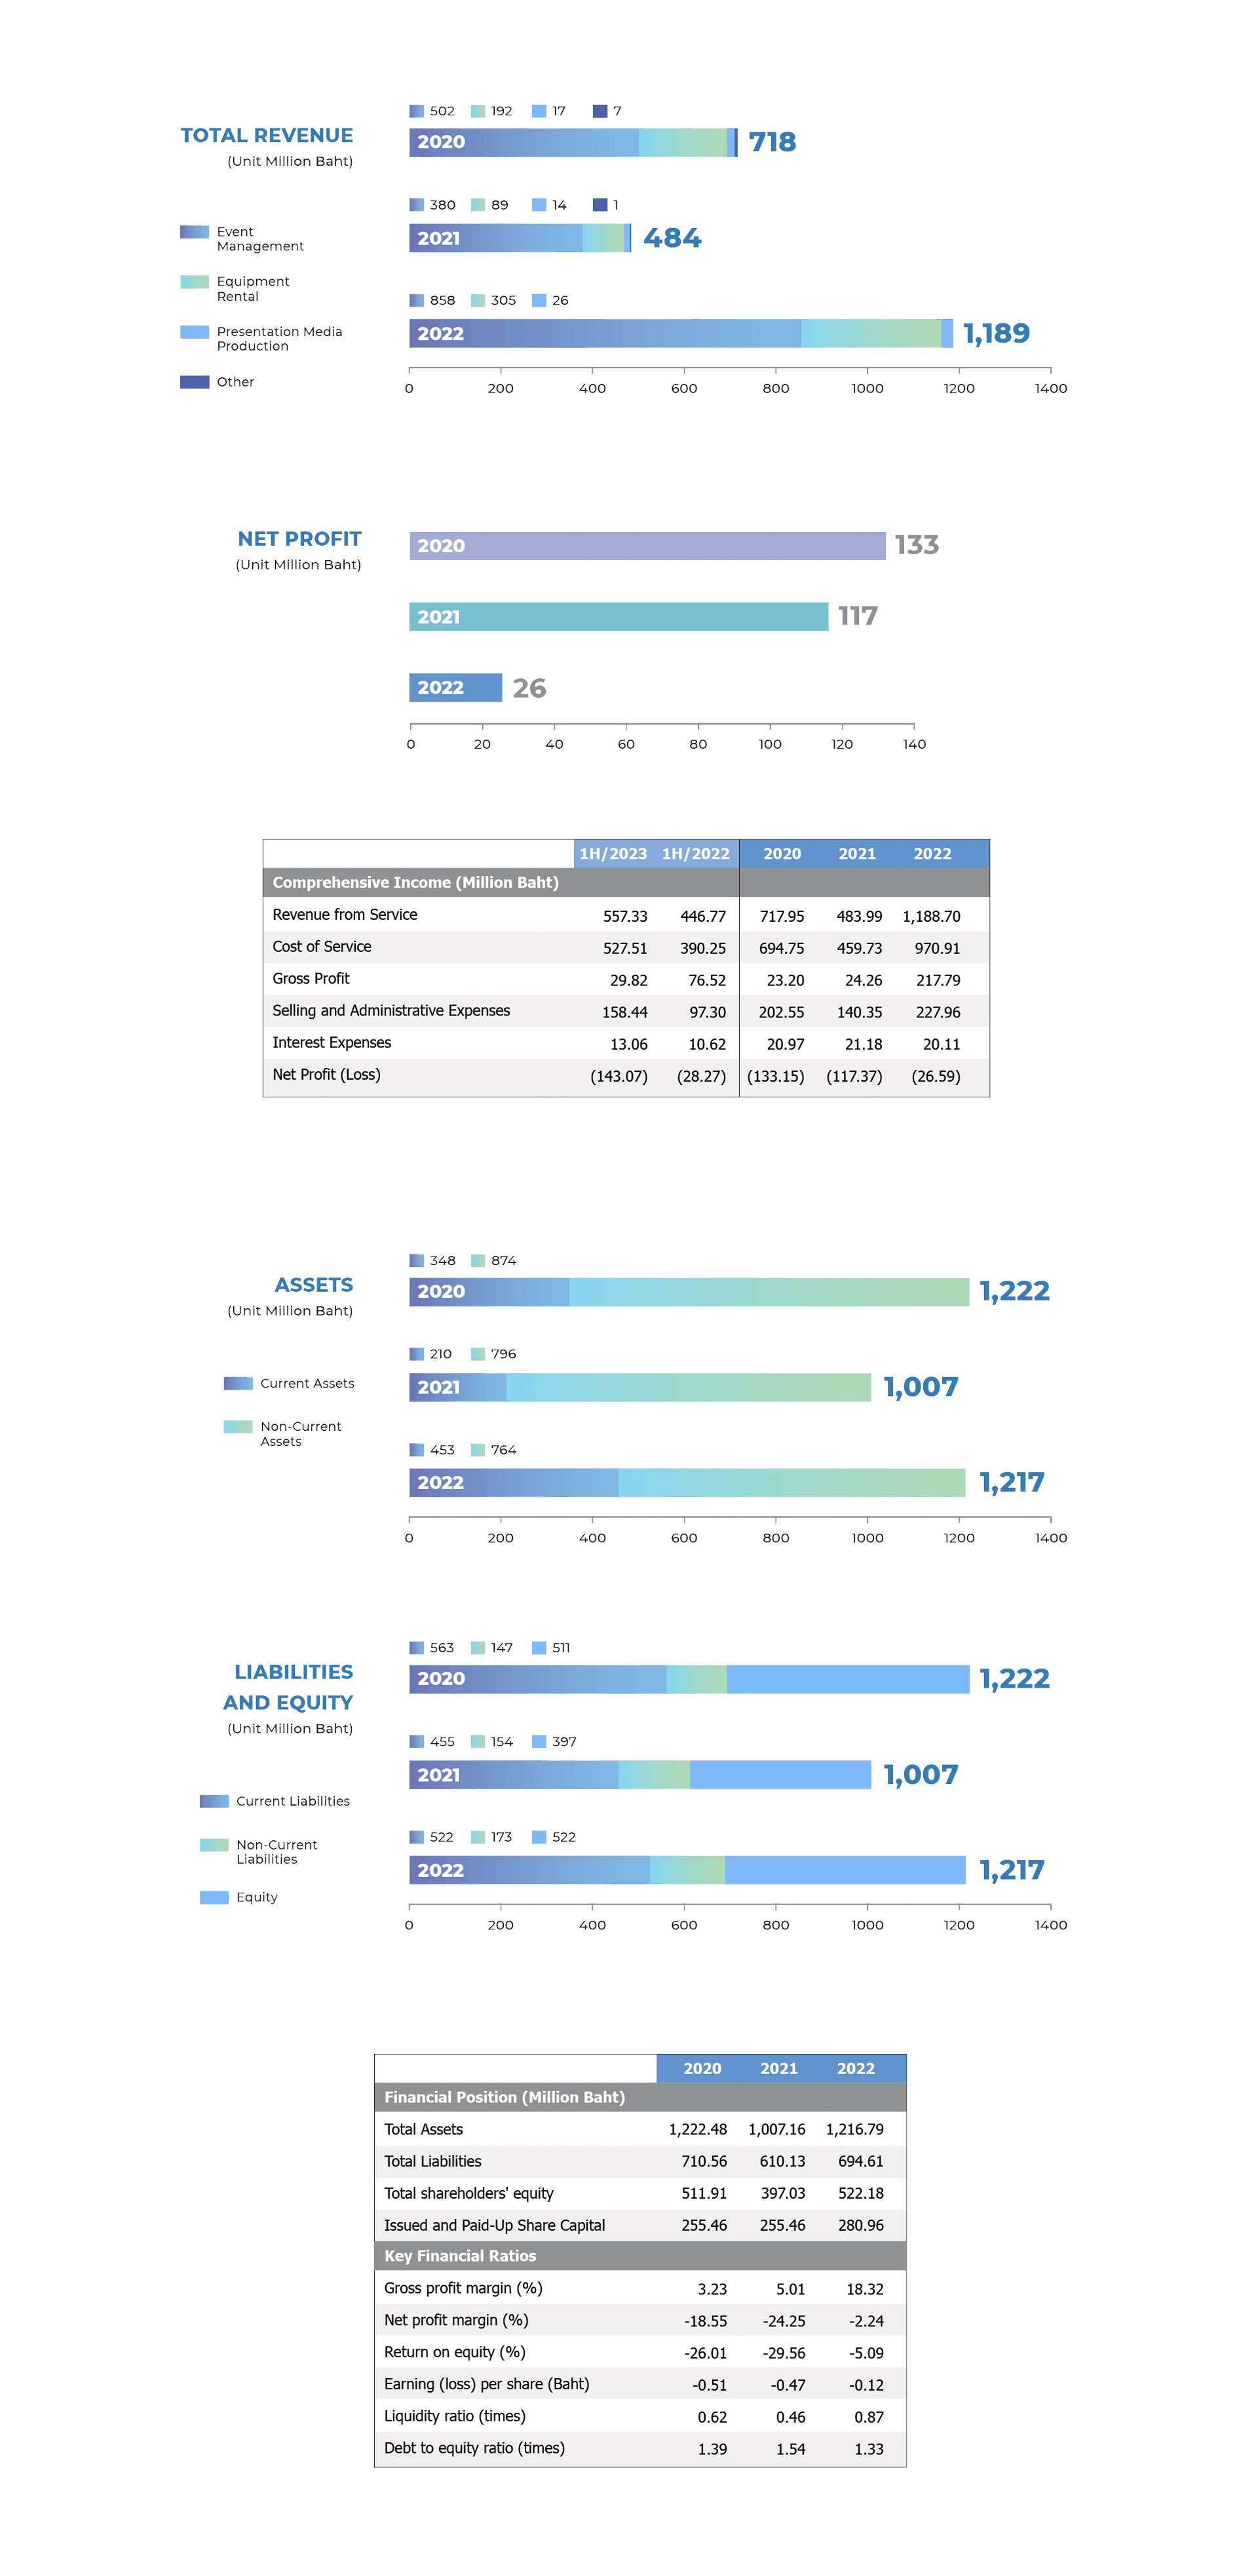 TOTAL REVENUE
(Unit Million Baht)
Event
Management
Equipment
Rental
Presentation Media
Production
Other
502 192 17 7
2020 718
380 89 14 1
2021 484
858 305 26
2022 1,189
0 200 400 600 800 1000 1200 1400
NET PROFIT
(Unit Million Baht)
2020 133
2021 117
2022 26
0 20 40 60 80 100 120 140
1H/2023 1H/2022 2020 2021 2022
Comprehensive Income (Million Baht)
Revenue from Service 557.33 446.77 717.95 483.99 1,188.70
Cost of Service 527.51 390.25 694.75 459.73 970.91
Gross Profit 29.82 76.52 23.20 24.26 217.79
Selling and Administrative Expenses 158.44 97.30 202.55 140.35 227.96
Interest Expenses 13.06 10.62 20.97 21.18 20.11
Net Profit (Loss) (143.07) (28.27) (133.15) (117.37) (26.59)
ASSETS
(Unit Million Baht)
Current Assets
Non-Current
Assets
348 874
2020 1,222
210 796
2021 1,007
453 764
2022 1,217
0 200 400 600 800 1000 1200 1400
LIABILITIES
AND EQUITY
(Unit Million Baht)
Current Liabilities
Non-Current
Liabilities
Equity
563 147 511
2020 1,222
455 154 397
2021 1,007
522 173 522
2022 1,217
0 200 400 600 800 1000 1200 1400
2020 2021 2022
Financial Position (Million Baht)
Total Assets 1,222.48 1,007.16 1,216.79
Total Liabilities 710.56 610.13 694.61
Total shareholders' equity 511.91 397.03 522.18
Issued and Paid-Up Share Capital 255.46 255.46 280.96
Key Financial Ratios
Gross profit margin (%) 3.23 5.01 18.32
Net profit margin (%) -18.55 -24.25 -2.24
Return on equity (%) -26.01 -29.56 -5.09
Earning (loss) per share (Baht) -0.51 -0.47 -0.12
Liquidity ratio (times) 0.62 0.46 0.87
Debt to equity ratio (times) 1.39 1.54 1.33